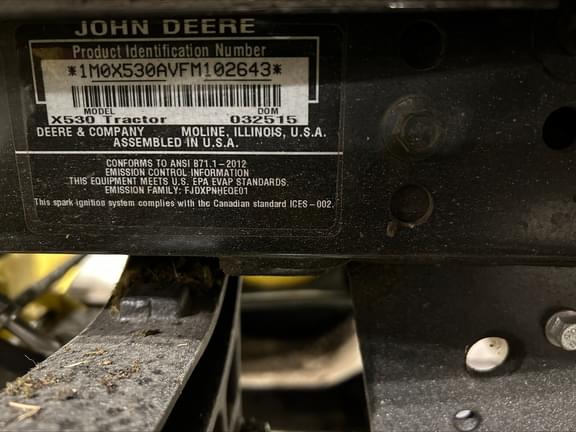 JOHN DEERE
Product Identification Number
*1M0X530AVFM102643*
MODEL DOM
X530 Tractor 032515
DEERE & COMPANY MOLINE, ILLINOIS, U.S.A.
ASSEMBLED IN U.S.A.
CONFORMS TO ANSI B71.1-2012
EMISSION CONTROL INFORMATION
THIS EQUIPMENT MEETS U.S. EPA EVAP STANDARDS.
EMISSION FAMILY: FJDXPNHEQE01
This spark-ignition system complies with the Canadian standard ICES-002.